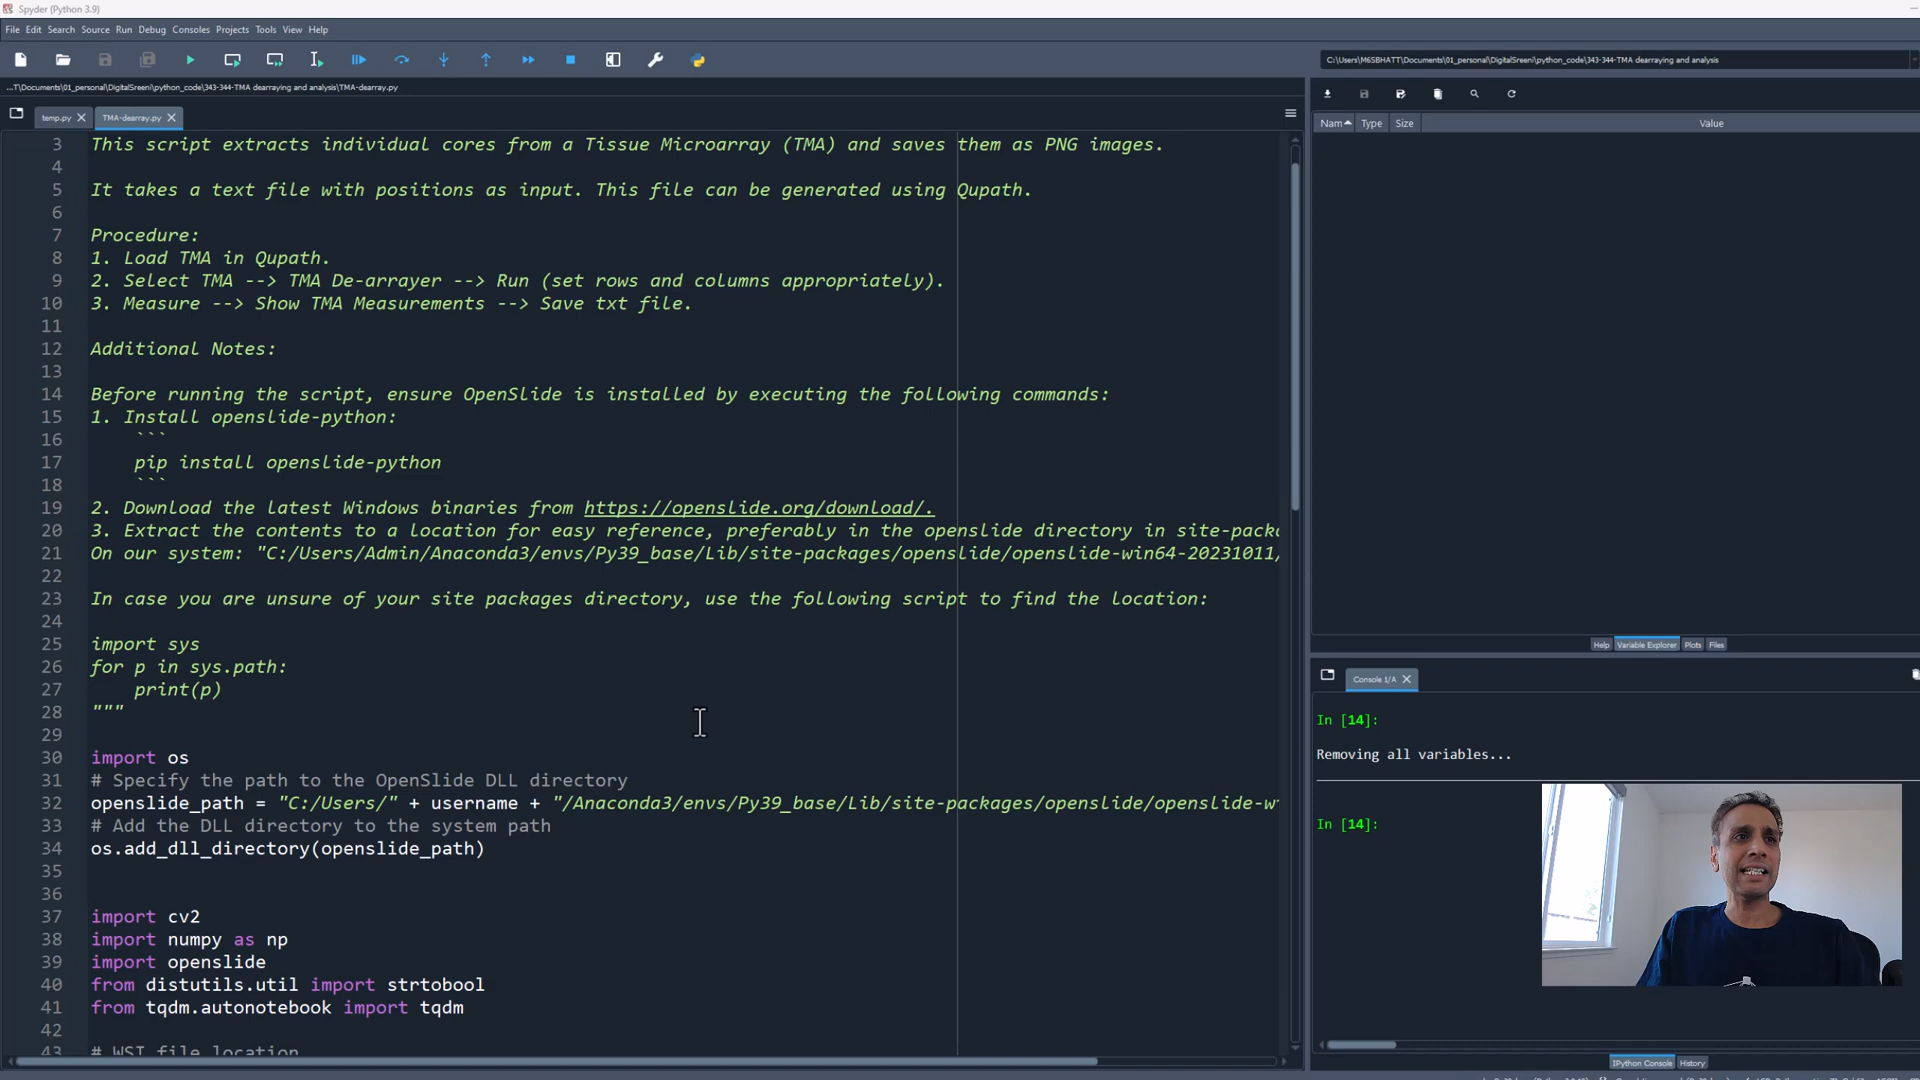 Spyder (Python 3.9)
File Edit Search Source Run Debug Consoles Projects Tools View Help
C:\Users\M6SBHATT\Documents\01_personal\DigitalSreeni\python_code\343-344-TMA dearraying and analysis
...T\Documents\01_personal\DigitalSreeni\python_code\343-344-TMA dearraying and analysis\TMA-dearray.py
temp.py TMA-dearray.py
3 This script extracts individual cores from a Tissue Microarray (TMA) and saves them as PNG images.
4
5 It takes a text file with positions as input. This file can be generated using Qupath.
6
7 Procedure:
8 1. Load TMA in Qupath.
9 2. Select TMA --> TMA De-arrayer --> Run (set rows and columns appropriately).
10 3. Measure --> Show TMA Measurements --> Save txt file.
11
12 Additional Notes:
13
14 Before running the script, ensure OpenSlide is installed by executing the following commands:
15 1. Install openslide-python:
16 ```
17 pip install openslide-python
18 ```
19 2. Download the latest Windows binaries from https://openslide.org/download/.
20 3. Extract the contents to a location for easy reference, preferably in the openslide directory in site-packa
21 On our system: "C:/Users/Admin/Anaconda3/envs/Py39_base/Lib/site-packages/openslide/openslide-win64-20231011/
22
23 In case you are unsure of your site packages directory, use the following script to find the location:
24
25 import sys
26 for p in sys.path:
27 print(p)
28 """
29
30 import os
31 # Specify the path to the OpenSlide DLL directory
32 openslide_path = "C:/Users/" + username + "/Anaconda3/envs/Py39_base/Lib/site-packages/openslide/openslide-w
33 # Add the DLL directory to the system path
34 os.add_dll_directory(openslide_path)
35
36
37 import cv2
38 import numpy as np
39 import openslide
40 from distutils.util import strtobool
41 from tqdm.autonotebook import tqdm
42
43 # WSI file location
Nam Type Size Value
Help Variable Explorer Plots Files
Console 1/A
In [14]:
Removing all variables...
In [14]:
IPython Console History